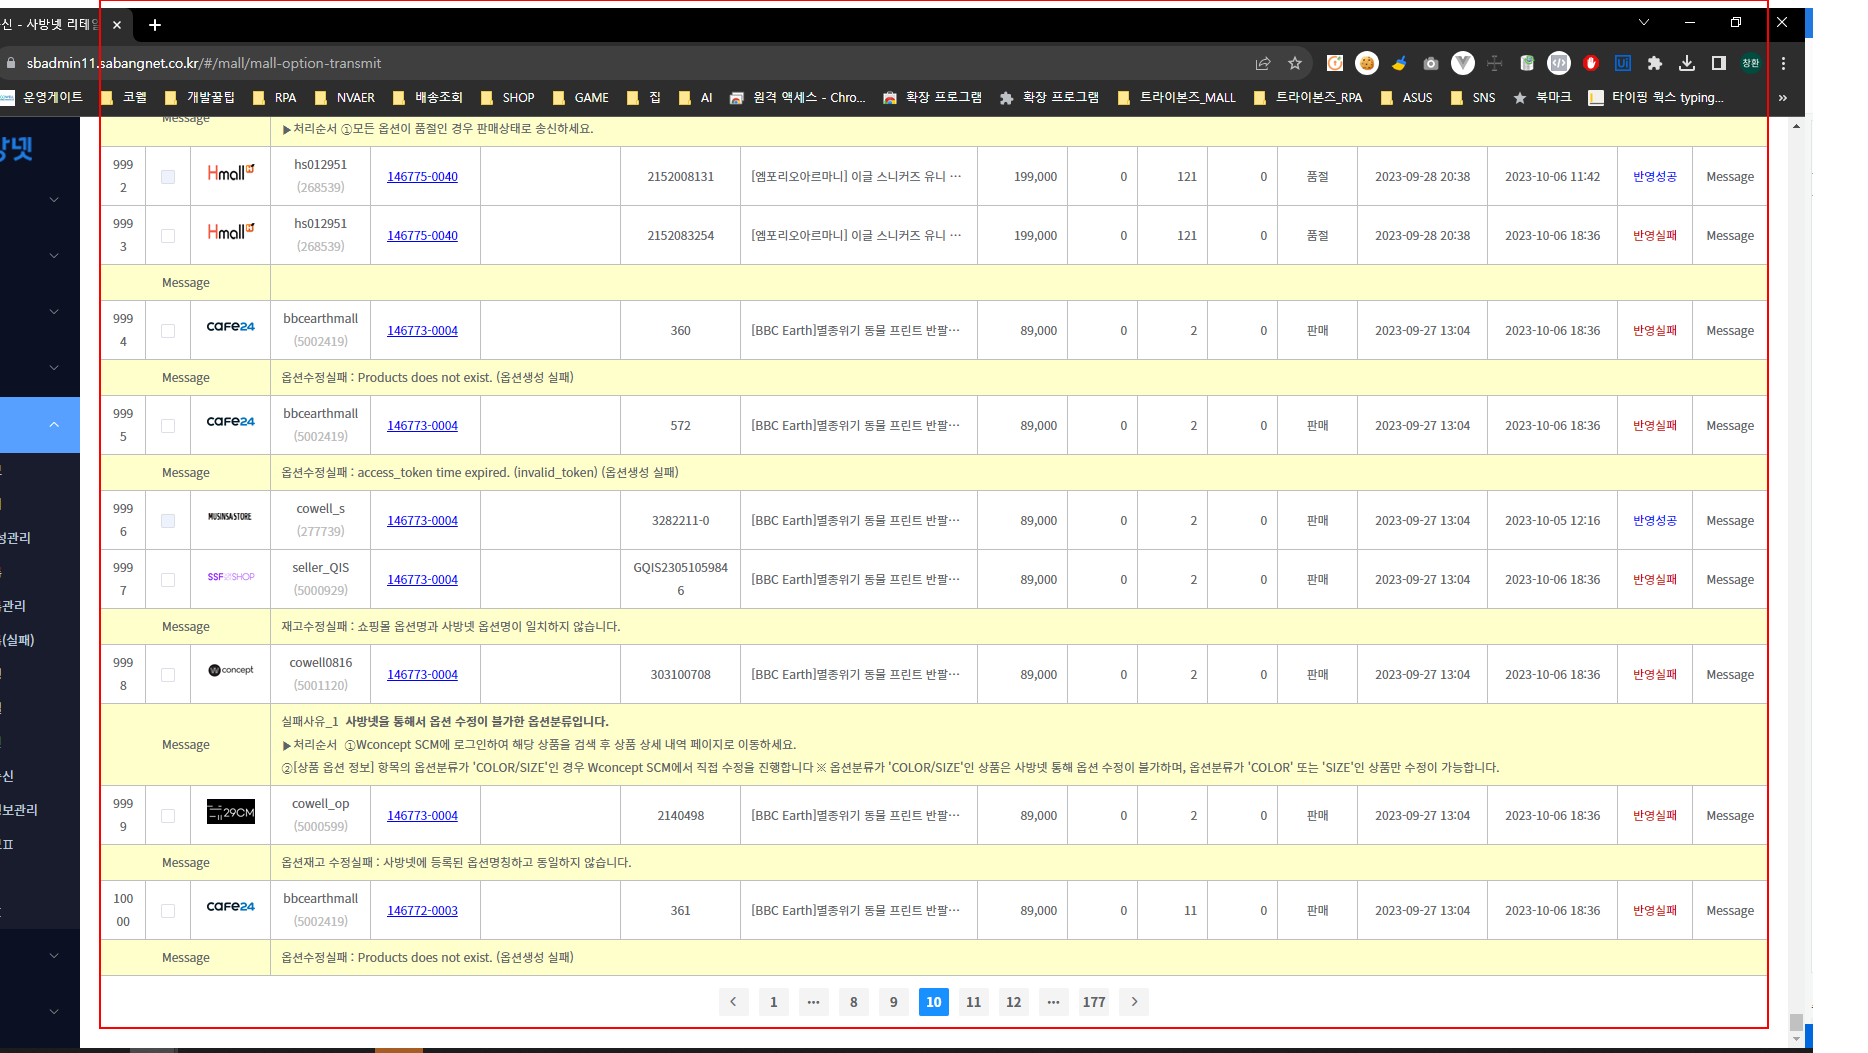 신 - 사방넷 리테일
sbadmin11.sabangnet.co.kr/#/mall/mall-option-transmit
창환
운영게이트 코웰 개발꿀팁 RPA NVAER 배송조회 SHOP GAME 집 AI 원격 액세스 - Chro... 확장 프로그램 확장 프로그램 트라이본즈_MALL 트라이본즈_RPA ASUS SNS 북마크 타이핑 웍스 typing... »
방넷
성관리
관리
(실패)
신
보관리
표
Message ▶처리순서 ①모든 옵션이 품절인 경우 판매상태로 송신하세요.
9992 Hmall hs012951 (268539) 146775-0040 2152008131 [엠포리오아르마니] 이글 스니커즈 유니 ··· 199,000 0 121 0 품절 2023-09-28 20:38 2023-10-06 11:42 반영성공 Message
9993 Hmall hs012951 (268539) 146775-0040 2152083254 [엠포리오아르마니] 이글 스니커즈 유니 ··· 199,000 0 121 0 품절 2023-09-28 20:38 2023-10-06 18:36 반영실패 Message
Message
9994 cafe24 bbcearthmall (5002419) 146773-0004 360 [BBC Earth]멸종위기 동물 프린트 반팔··· 89,000 0 2 0 판매 2023-09-27 13:04 2023-10-06 18:36 반영실패 Message
Message 옵션수정실패 : Products does not exist. (옵션생성 실패)
9995 cafe24 bbcearthmall (5002419) 146773-0004 572 [BBC Earth]멸종위기 동물 프린트 반팔··· 89,000 0 2 0 판매 2023-09-27 13:04 2023-10-06 18:36 반영실패 Message
Message 옵션수정실패 : access_token time expired. (invalid_token) (옵션생성 실패)
9996 MUSINSA STORE cowell_s (277739) 146773-0004 3282211-0 [BBC Earth]멸종위기 동물 프린트 반팔··· 89,000 0 2 0 판매 2023-09-27 13:04 2023-10-05 12:16 반영성공 Message
9997 SSF SHOP seller_QIS (5000929) 146773-0004 GQIS23051059846 [BBC Earth]멸종위기 동물 프린트 반팔··· 89,000 0 2 0 판매 2023-09-27 13:04 2023-10-06 18:36 반영실패 Message
Message 재고수정실패 : 쇼핑몰 옵션명과 사방넷 옵션명이 일치하지 않습니다.
9998 W concept cowell0816 (5001120) 146773-0004 303100708 [BBC Earth]멸종위기 동물 프린트 반팔··· 89,000 0 2 0 판매 2023-09-27 13:04 2023-10-06 18:36 반영실패 Message
실패사유_1 사방넷을 통해서 옵션 수정이 불가한 옵션분류입니다.
Message ▶처리순서 ①Wconcept SCM에 로그인하여 해당 상품을 검색 후 상품 상세 내역 페이지로 이동하세요.
②[상품 옵션 정보] 항목의 옵션분류가 'COLOR/SIZE'인 경우 Wconcept SCM에서 직접 수정을 진행합니다 ※ 옵션분류가 'COLOR/SIZE'인 상품은 사방넷 통해 옵션 수정이 불가하며, 옵션분류가 'COLOR' 또는 'SIZE'인 상품만 수정이 가능합니다.
9999 29CM cowell_op (5000599) 146773-0004 2140498 [BBC Earth]멸종위기 동물 프린트 반팔··· 89,000 0 2 0 판매 2023-09-27 13:04 2023-10-06 18:36 반영실패 Message
Message 옵션재고 수정실패 : 사방넷에 등록된 옵션명칭하고 동일하지 않습니다.
10000 cafe24 bbcearthmall (5002419) 146772-0003 361 [BBC Earth]멸종위기 동물 프린트 반팔··· 89,000 0 11 0 판매 2023-09-27 13:04 2023-10-06 18:36 반영실패 Message
Message 옵션수정실패 : Products does not exist. (옵션생성 실패)
1 ··· 8 9 10 11 12 ··· 177